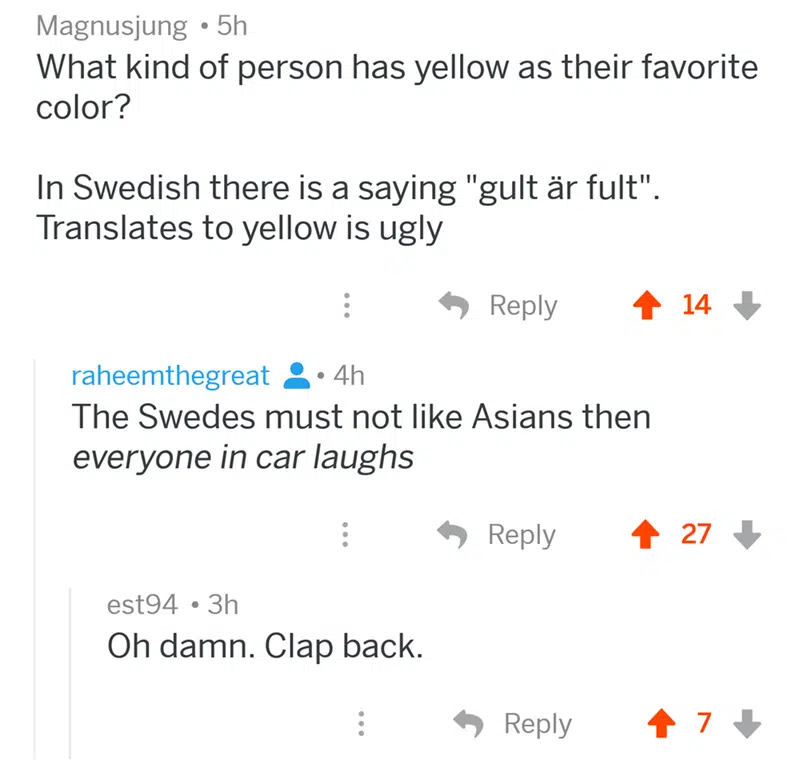 Magnusjung • 5h
What kind of person has yellow as their favorite
color?
In Swedish there is a saying "gult är fult".
Translates to yellow is ugly
Reply 14
raheemthegreat • 4h
The Swedes must not like Asians then
everyone in car laughs
Reply 27
est94 • 3h
Oh damn. Clap back.
Reply 7